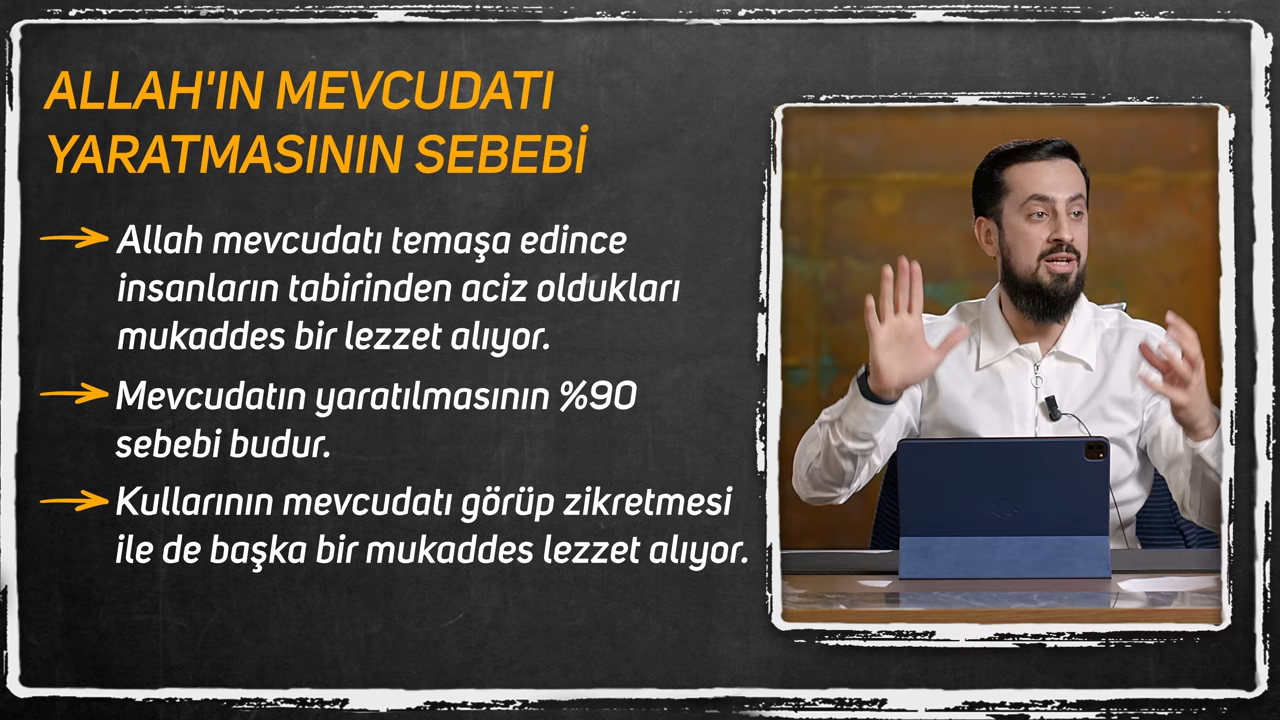 ALLAH'IN MEVCUDATI
YARATMASININ SEBEBİ
Allah mevcudatı temaşa edince
insanların tabirinden aciz oldukları
mukaddes bir lezzet alıyor.
Mevcudatın yaratılmasının %90
sebebi budur.
Kullarının mevcudatı görüp zikretmesi
ile de başka bir mukaddes lezzet alıyor.